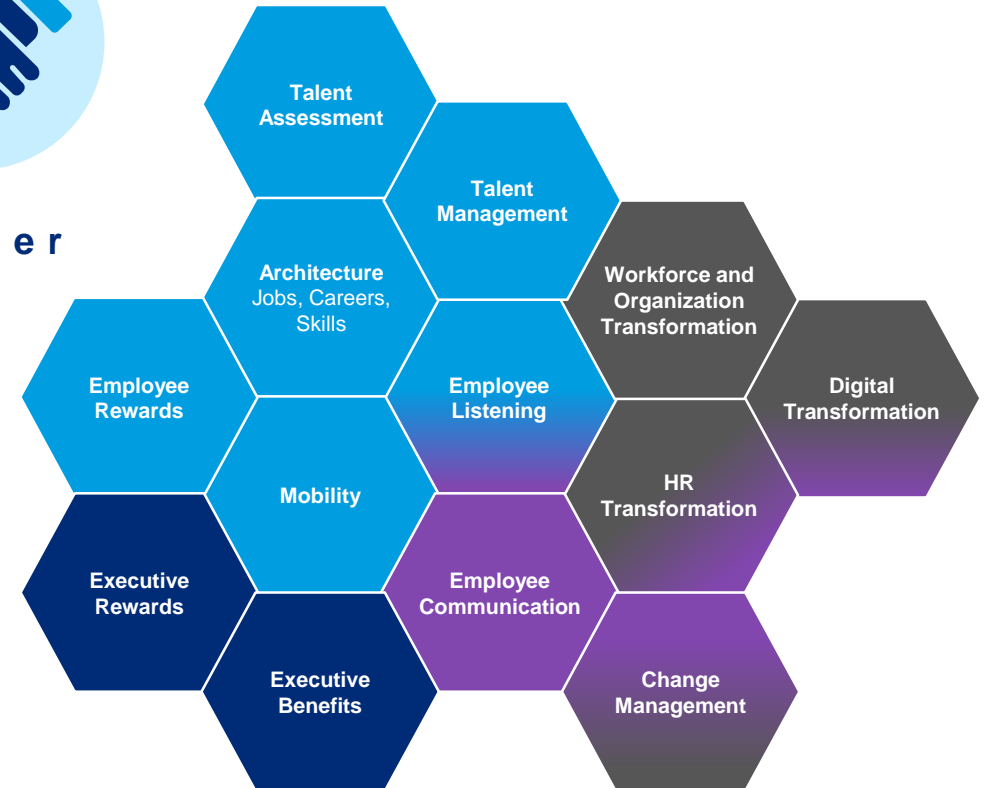 Talent
Assessment
Talent
Management
er
Architecture
Jobs, Careers,
Skills
Workforce and
Organization
Transformation
Employee
Rewards
Employee
Listening
Digital
Transformation
Mobility
HR
Transformation
Executive
Rewards
Employee
Communication
Executive
Benefits
Change
Management